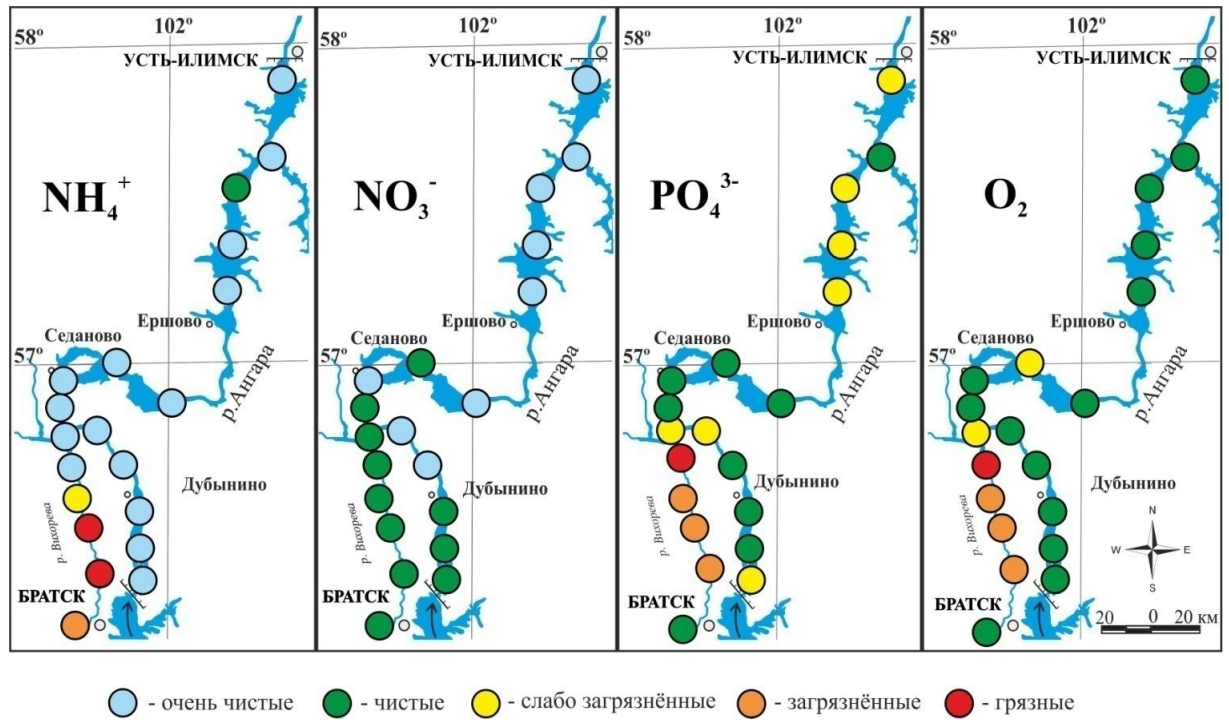 102º
58º
УСТЬ-ИЛИМСК
NH₄⁺
Ершово
Седаново
57º
р.Ангара
Дубынино
р. Вихорева
БРАТСК
102º
58º
УСТЬ-ИЛИМСК
NO₃⁻
Ершово
Седаново
57º
р.Ангара
Дубынино
р. Вихорева
БРАТСК
102º
58º
УСТЬ-ИЛИМСК
PO₄³⁻
Ершово
Седаново
57º
р.Ангара
Дубынино
р. Вихорева
БРАТСК
102º
58º
УСТЬ-ИЛИМСК
O₂
Ершово
Седаново
57º
р.Ангара
Дубынино
р. Вихорева
N
W E
S
БРАТСК
20 0 20 км
- очень чистые - чистые - слабо загрязнённые - загрязнённые - грязные